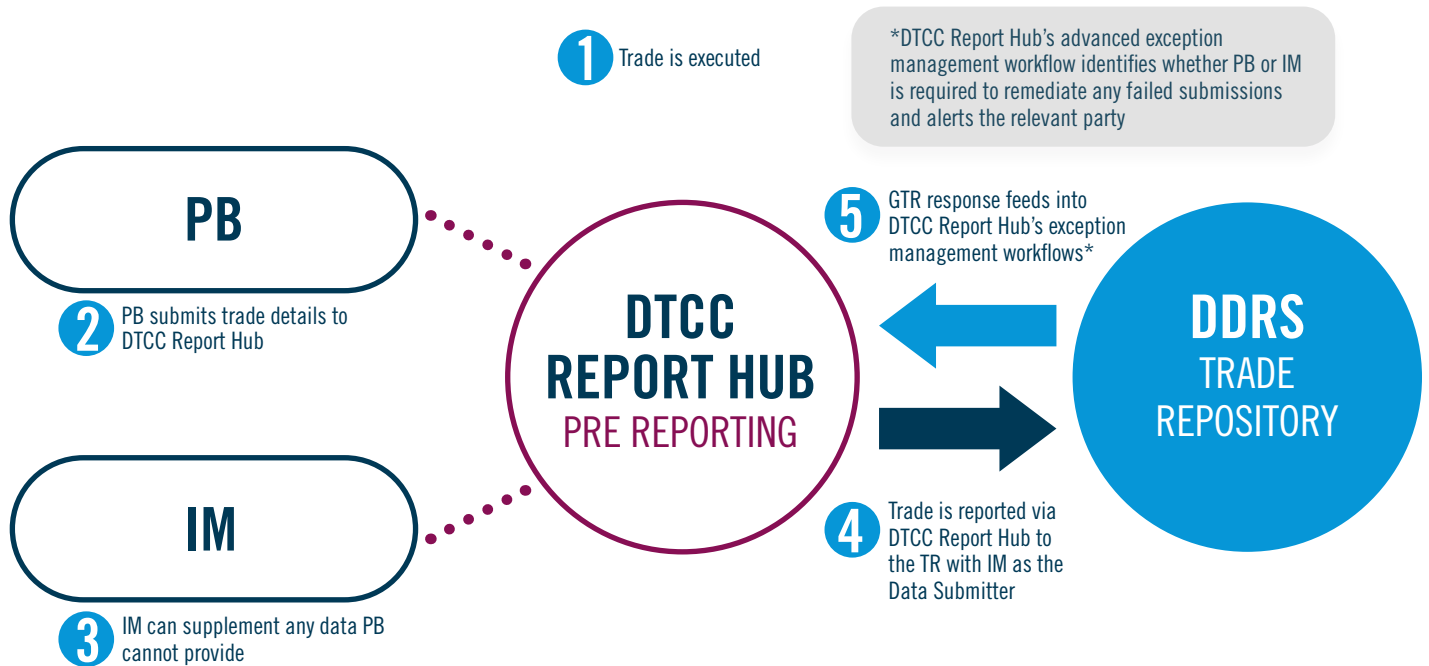 1 Trade is executed
*DTCC Report Hub's advanced exception
management workflow identifies whether PB or IM
is required to remediate any failed submissions
and alerts the relevant party
PB
2 PB submits trade details to
DTCC Report Hub
IM
3 IM can supplement any data PB
cannot provide
DTCC
REPORT HUB
PRE REPORTING
4 Trade is reported via
DTCC Report Hub to
the TR with IM as the
Data Submitter
5 GTR response feeds into
DTCC Report Hub's exception
management workflows*
DDRS
TRADE
REPOSITORY